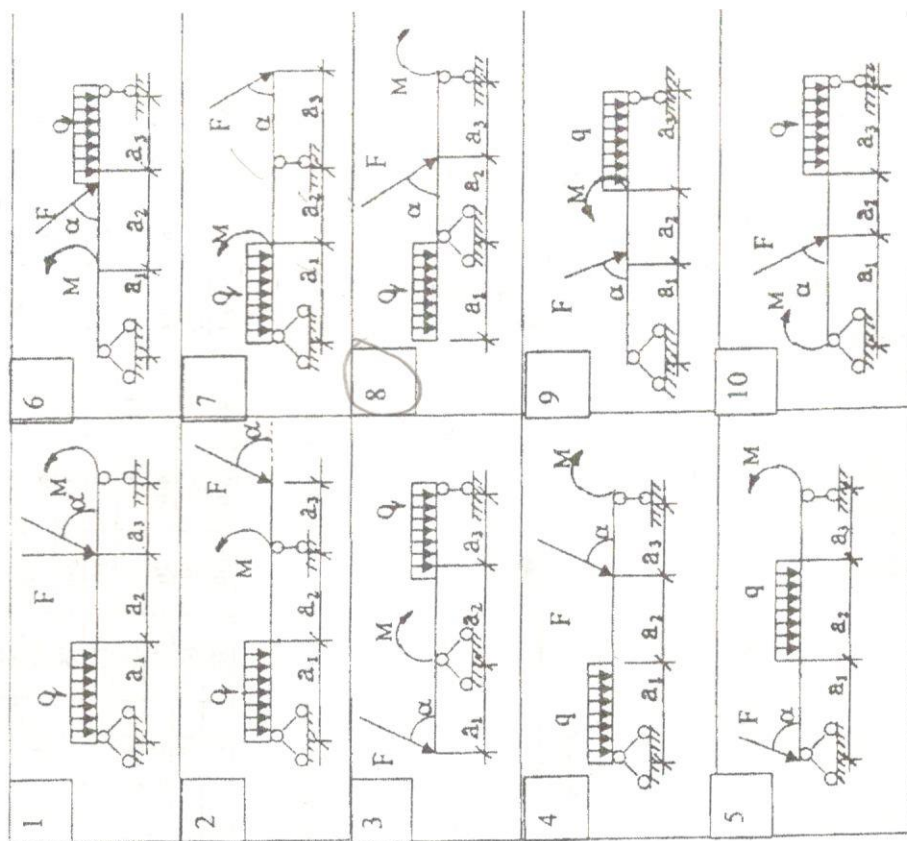 1
F
α
M
q
a₁
a₂
a₃
2
F
α
M
q
a₁
a₂
a₃
3
F
α
M
q
a₁
a₂
a₃
4
F
α
M
q
a₁
a₂
a₃
5
F
α
M
q
a₁
a₂
a₃
6
M
F
α
q
a₁
a₂
a₃
7
q
M
F
α
a₁
a₂
a₃
8
q
F
α
M
a₁
a₂
a₃
9
F
α
M
q
a₁
a₂
a₃
10
M
F
α
q
a₁
a₁
a₃